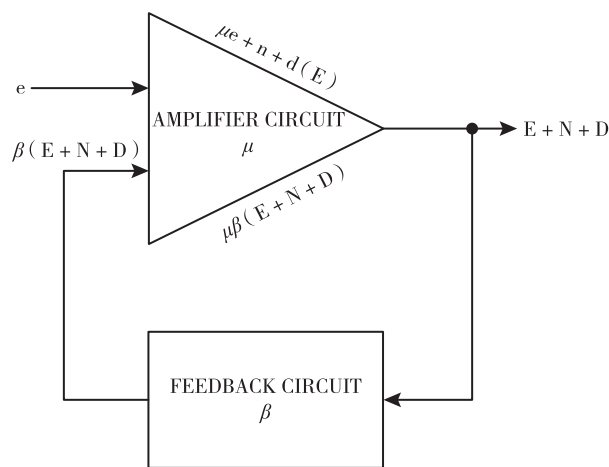 μe + n + d (E)
e
AMPLIFIER CIRCUIT
μ
E + N + D
β (E + N + D)
μβ (E + N + D)
FEEDBACK CIRCUIT
β